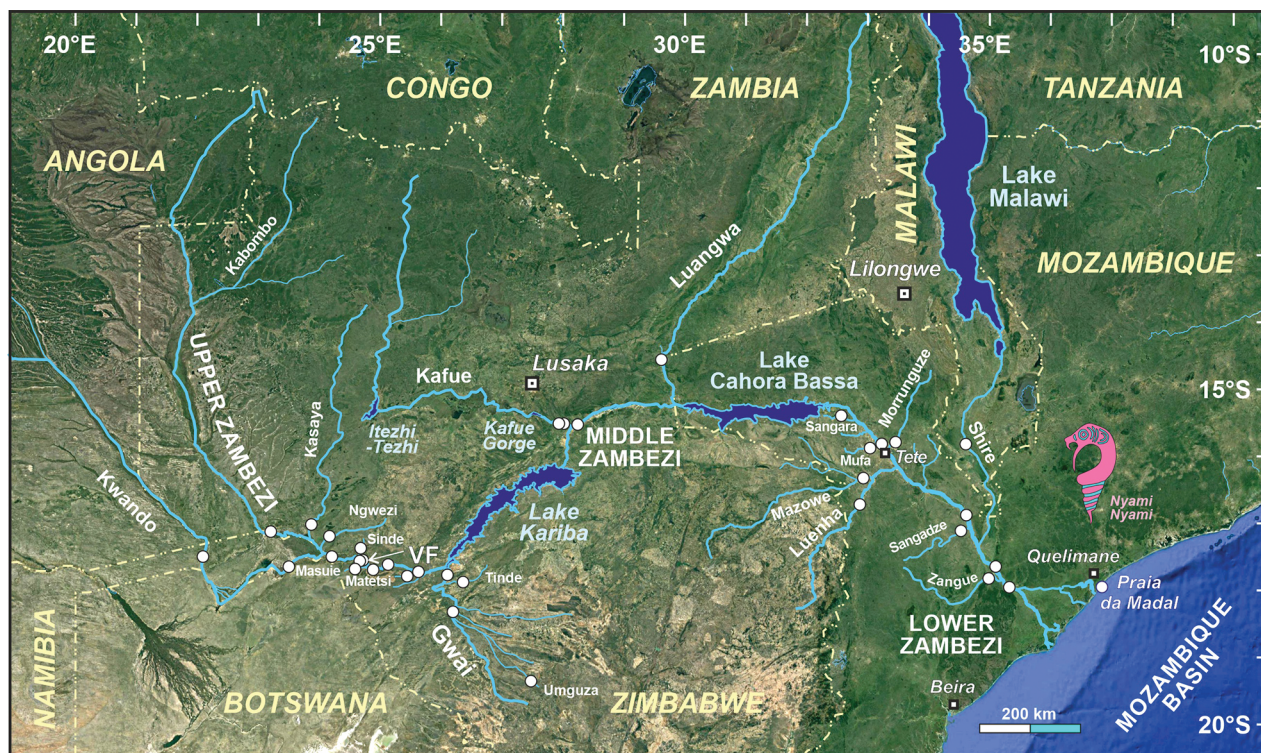 20°E
25°E
30°E
35°E
10°S
CONGO
ZAMBIA
TANZANIA
ANGOLA
MALAWI
Lake
Malawi
Kabombo
Luangwa
Lilongwe
MOZAMBIQUE
UPPER ZAMBEZI
Kasaya
Kafue
Lusaka
Lake
Cahora Bassa
Morrunguze
15°S
Itezhi
-Tezhi
Kafue
Gorge
MIDDLE
ZAMBEZI
Sangara
Mufa
Tete
Shire
Kwando
Ngwezi
Lake
Kariba
Mazowe
Luenha
Nyami
Nyami
Sinde
VF
Masuie
Matetsi
Tinde
Sangadze
Zangue
Quelimane
Praia
da Madal
Gwai
LOWER
ZAMBEZI
NAMIBIA
BOTSWANA
Umguza
ZIMBABWE
Beira
200 km
MOZAMBIQUE
BASIN
20°S